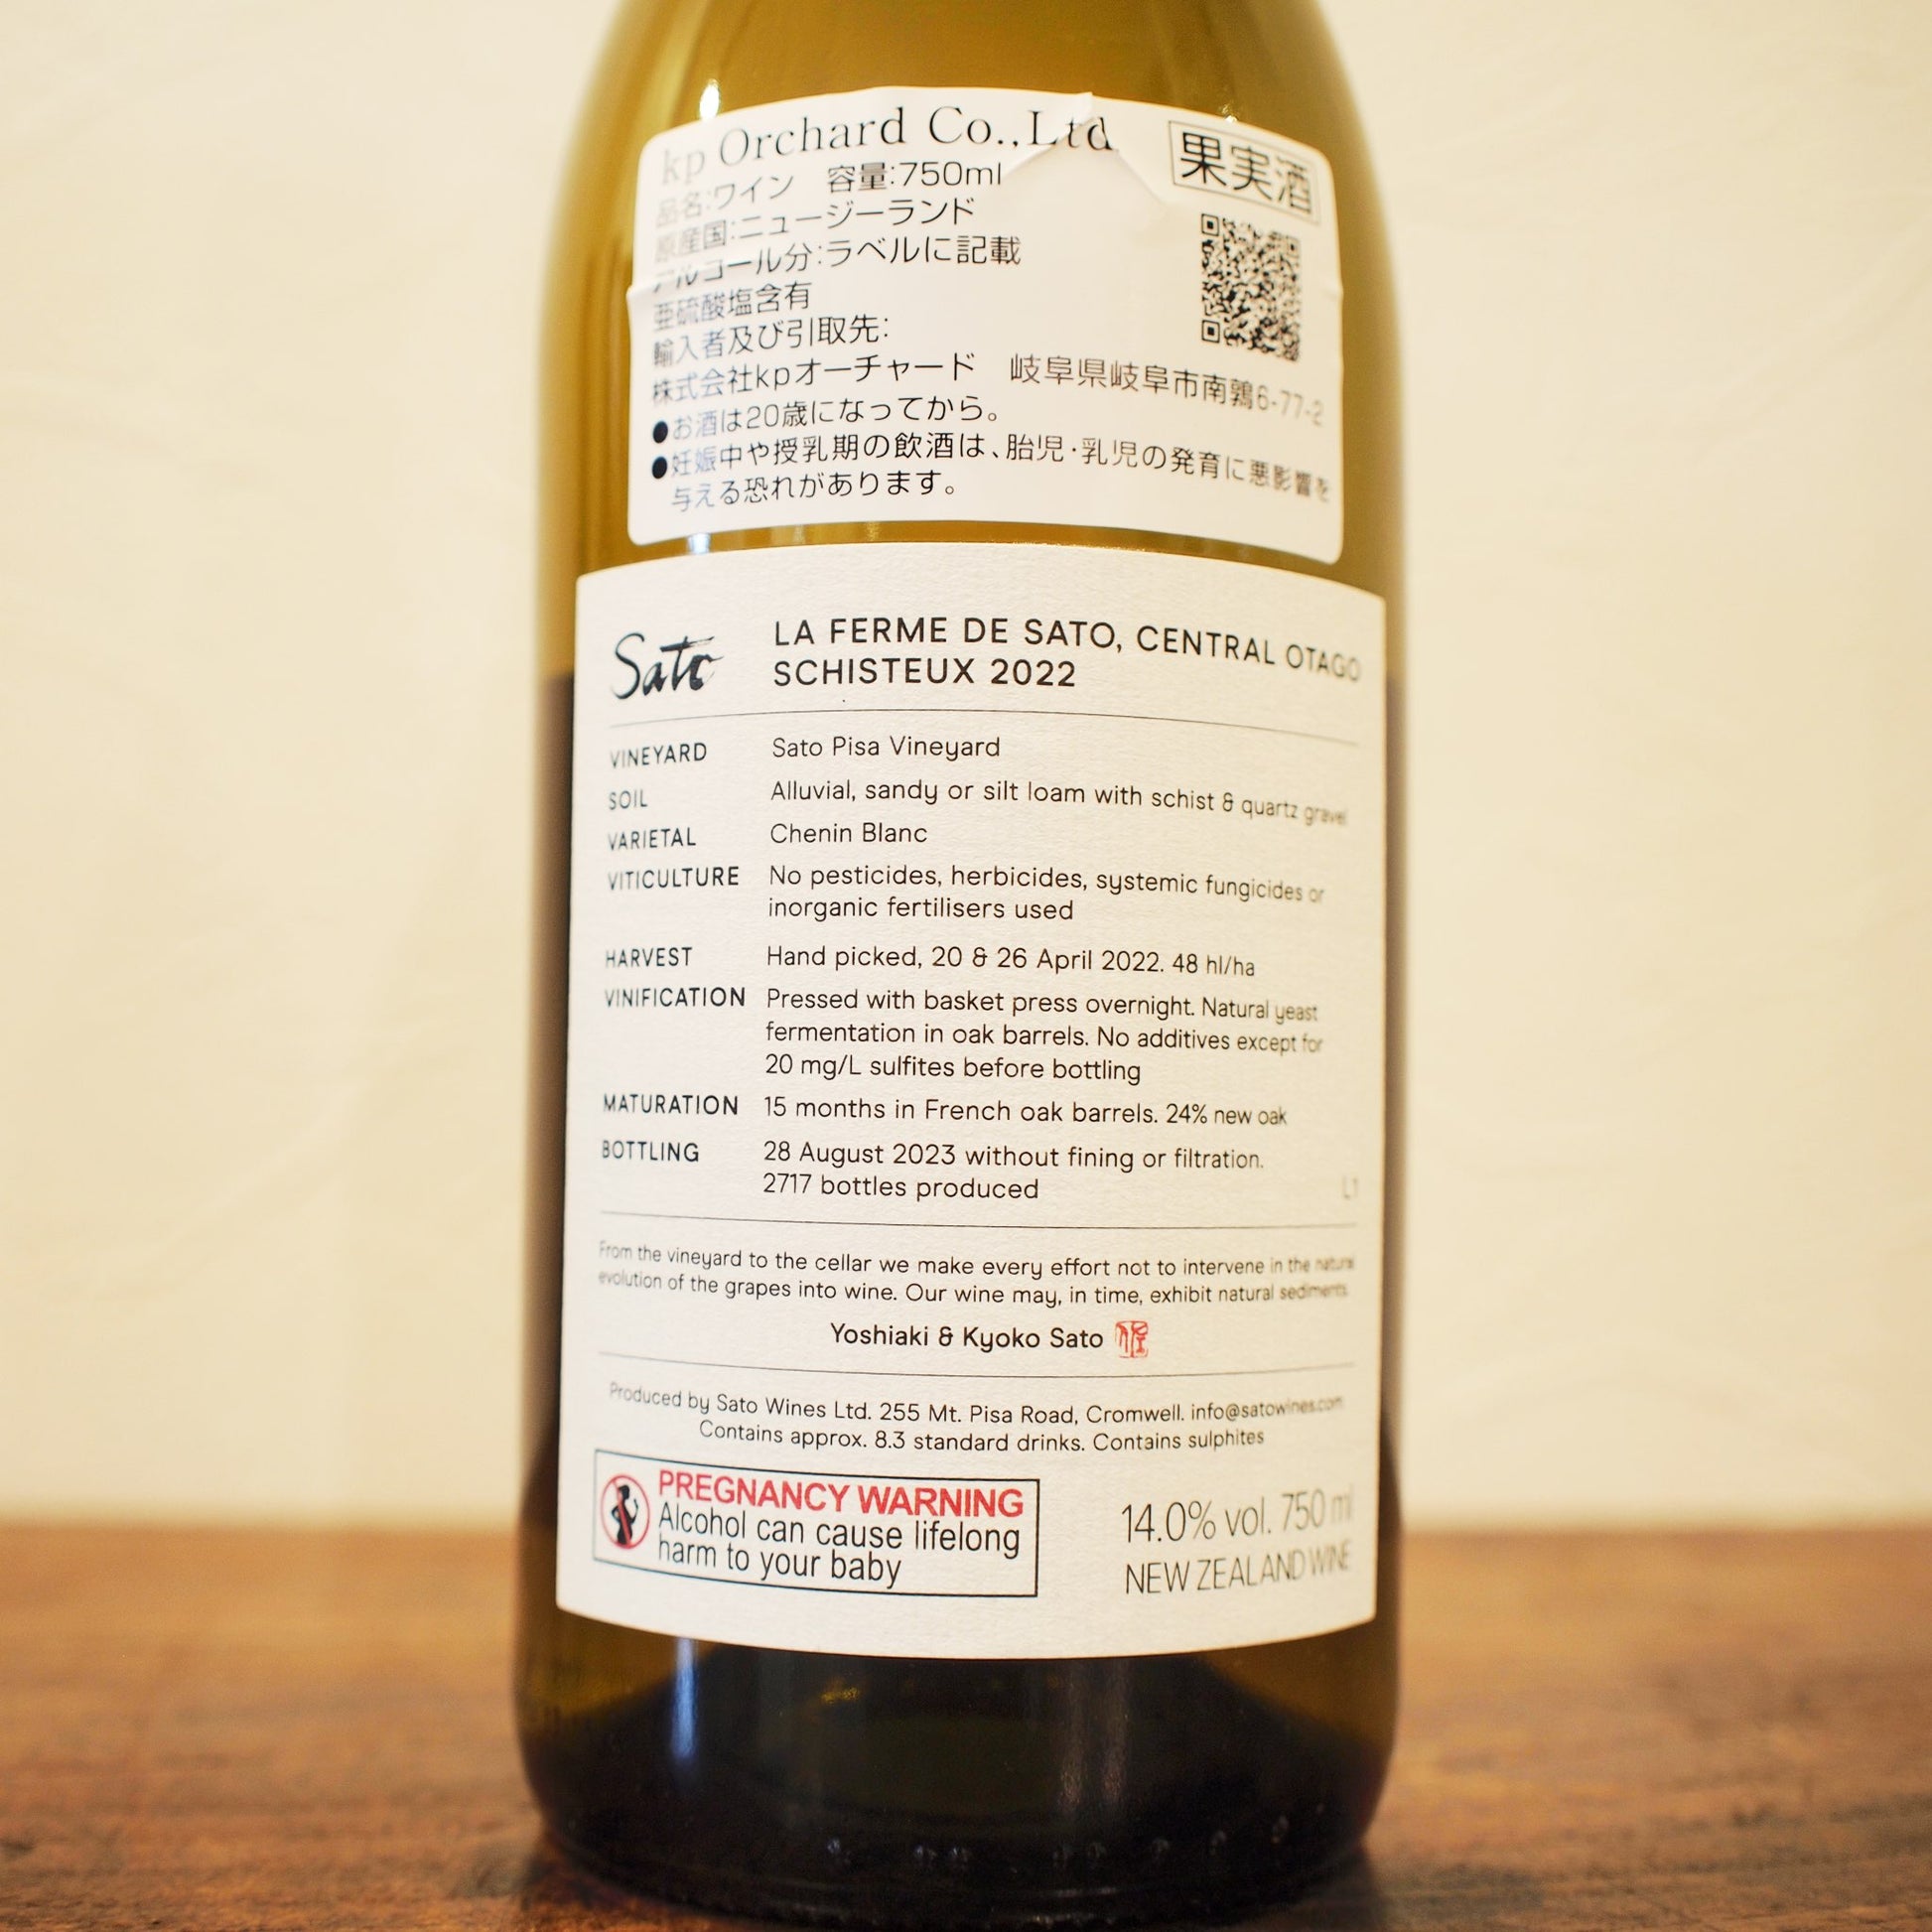 kp Orchard Co.,Ltd
果実酒
品名:ワイン 容量:750ml
原産国:ニュージーランド
アルコール分:ラベルに記載
亜硫酸塩含有
輸入者及び引取先:
株式会社kpオーチャード 岐阜県岐阜市南鶉6-77-2
●お酒は20歳になってから。
●妊娠中や授乳期の飲酒は、胎児・乳児の発育に悪影響を
与える恐れがあります。
Sato
LA FERME DE SATO, CENTRAL OTAGO
SCHISTEUX 2022
VINEYARD Sato Pisa Vineyard
SOIL Alluvial, sandy or silt loam with schist & quartz gravel
VARIETAL Chenin Blanc
VITICULTURE No pesticides, herbicides, systemic fungicides or
inorganic fertilisers used
HARVEST Hand picked, 20 & 26 April 2022. 48 hl/ha
VINIFICATION Pressed with basket press overnight. Natural yeast
fermentation in oak barrels. No additives except for
20 mg/L sulfites before bottling
MATURATION 15 months in French oak barrels. 24% new oak
BOTTLING 28 August 2023 without fining or filtration.
2717 bottles produced L1
From the vineyard to the cellar we make every effort not to intervene in the natural
evolution of the grapes into wine. Our wine may, in time, exhibit natural sediments.
Yoshiaki & Kyoko Sato
Produced by Sato Wines Ltd. 255 Mt. Pisa Road, Cromwell. info@satowines.com
Contains approx. 8.3 standard drinks. Contains sulphites
PREGNANCY WARNING
Alcohol can cause lifelong
harm to your baby
14.0% vol. 750 ml
NEW ZEALAND WINE